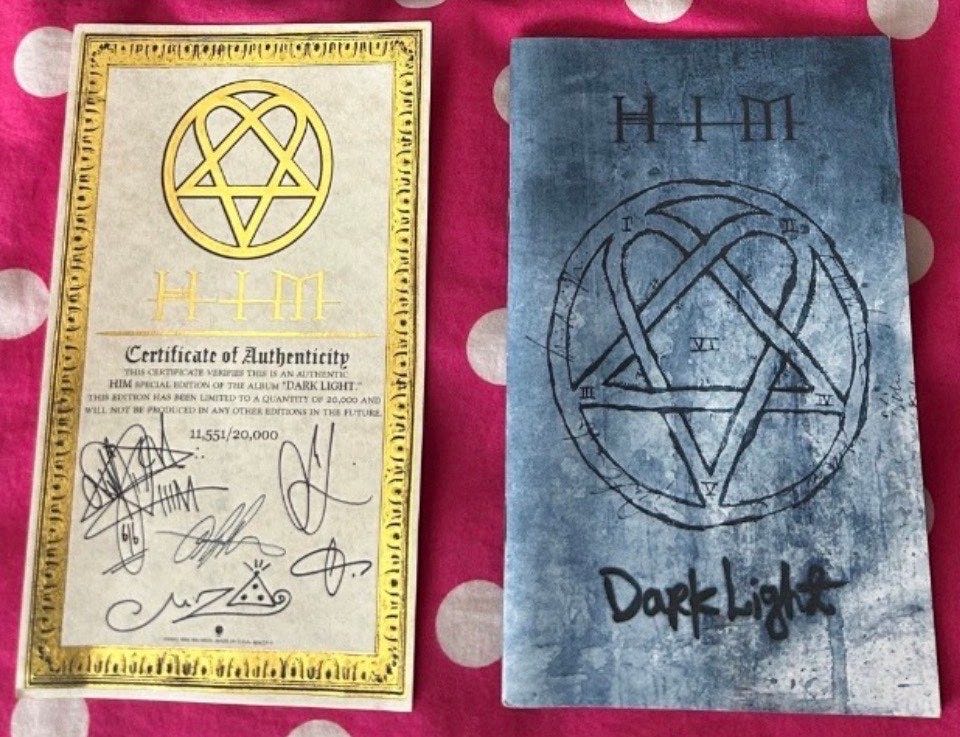 HIM
Certificate of Authenticity
THIS CERTIFICATE VERIFIES THIS IS AN AUTHENTIC
HIM SPECIAL EDITION OF THE ALBUM "DARK LIGHT."
THIS EDITION HAS BEEN LIMITED TO A QUANTITY OF 20,000 AND
WILL NOT BE PRODUCED IN ANY OTHER EDITIONS IN THE FUTURE.
11,551/20,000
HIM
HIM
I
VI
III
IV
V
Dark Light